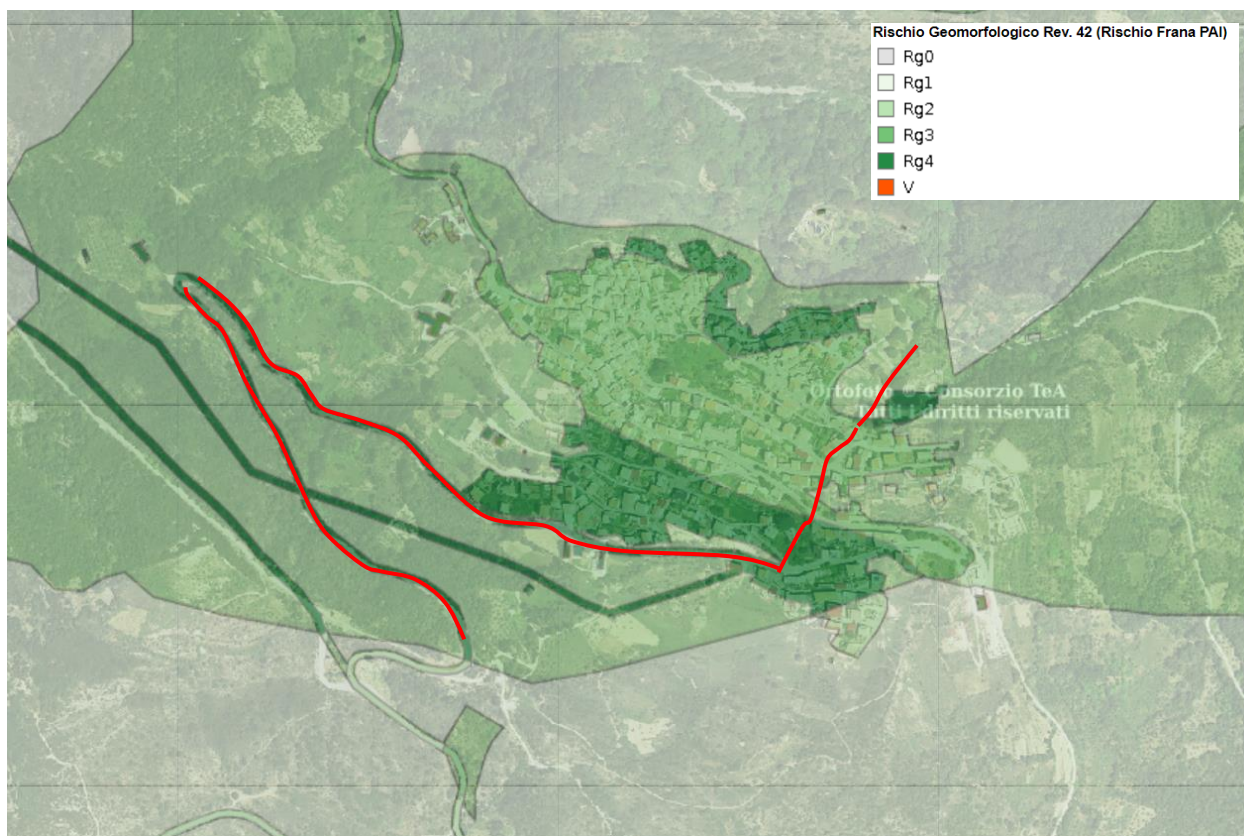 Rischio Geomorfologico Rev. 42 (Rischio Frana PAI)
Rg0
Rg1
Rg2
Rg3
Rg4
V
Ortofoto © Consorzio TeA
Tutti i diritti riservati